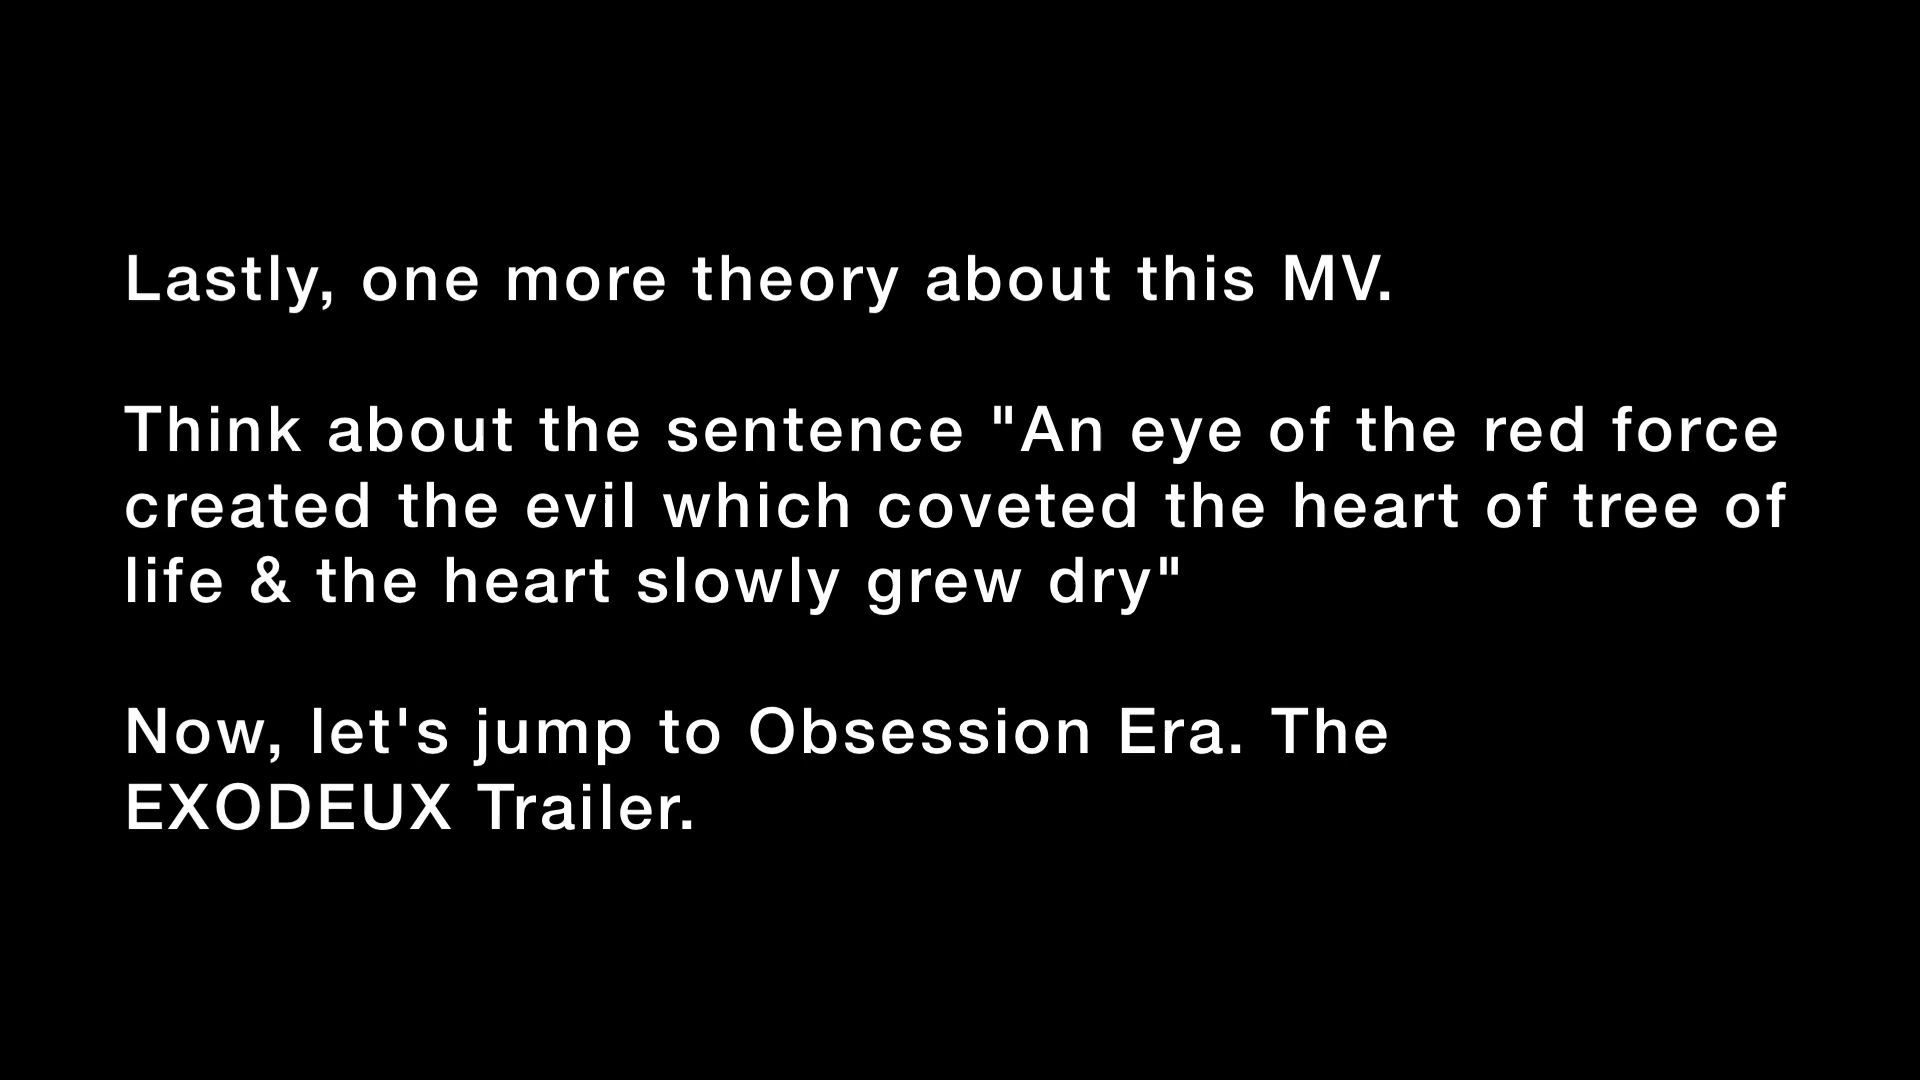 Lastly, one more theory about this MV.
Think about the sentence "An eye of the red force
created the evil which coveted the heart of tree of
life & the heart slowly grew dry"
Now, let's jump to Obsession Era. The
EXODEUX Trailer.